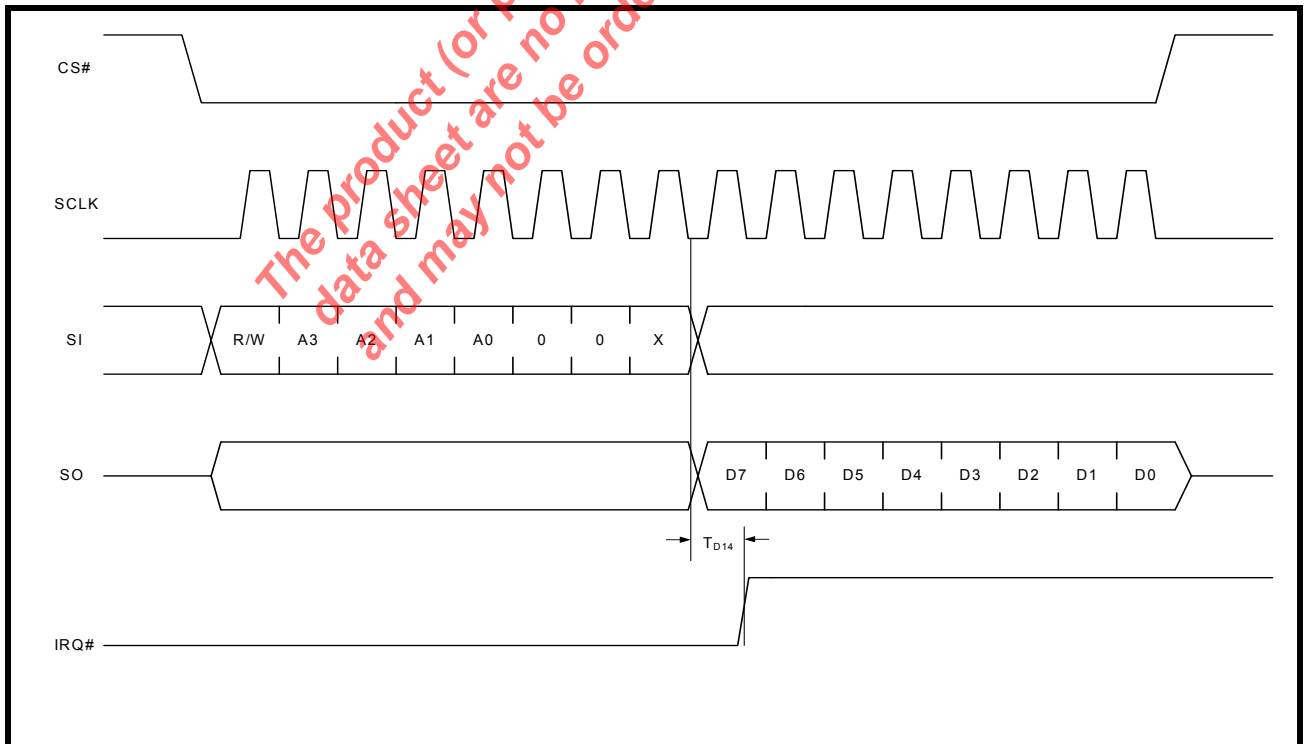 The product (or p
data sheet are no
and may not be orde
CS#
SCLK
SI
R/W A3 A2 A1 A0 0 0 X
SO
D7 D6 D5 D4 D3 D2 D1 D0
TD14
IRQ#